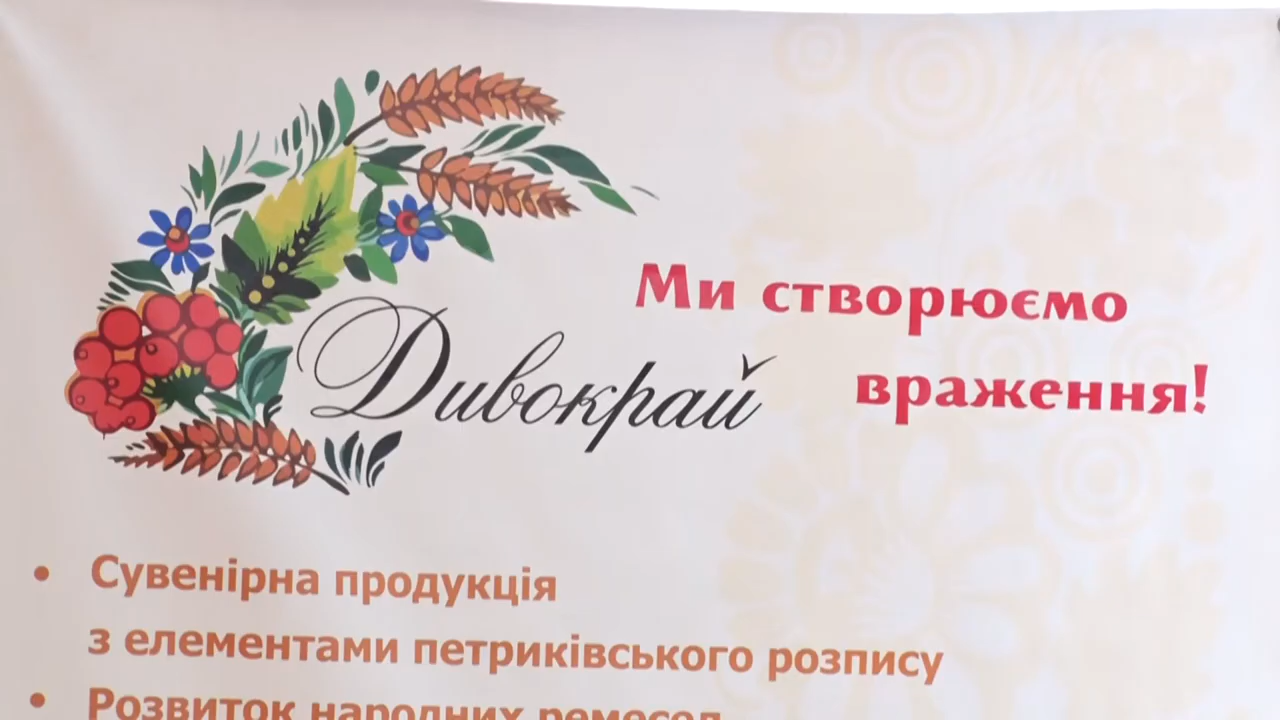 Дивокрай
Ми створюємо
враження!
• Сувенірна продукція
з елементами петриківського розпису
• Розвиток народних ремесел